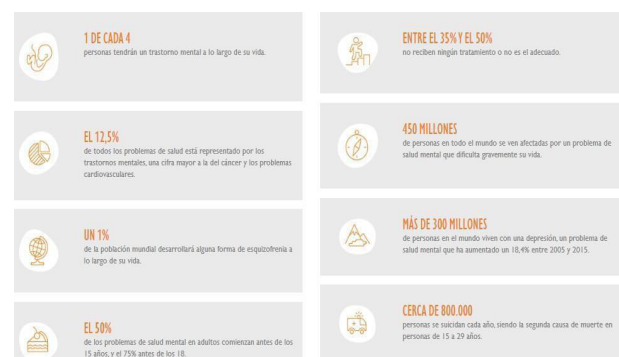 1 DE CADA 4
personas tendrán un trastorno mental a lo largo de su vida.
EL 12,5%
de todos los problemas de salud está representado por los
trastornos mentales, una cifra mayor a la del cáncer y los problemas
cardiovasculares.
UN 1%
de la población mundial desarrollará alguna forma de esquizofrenia a
lo largo de su vida.
EL 50%
de los problemas de salud mental en adultos comienzan antes de los
15 años, y el 75% antes de los 18.
ENTRE EL 35% Y EL 50%
no reciben ningún tratamiento o no es el adecuado.
450 MILLONES
de personas en todo el mundo se ven afectadas por un problema de
salud mental que dificulta gravemente su vida.
MÁS DE 300 MILLONES
de personas en el mundo viven con una depresión, un problema de
salud mental que ha aumentado un 18,4% entre 2005 y 2015.
CERCA DE 800.000
personas se suicidan cada año, siendo la segunda causa de muerte en
personas de 15 a 29 años.